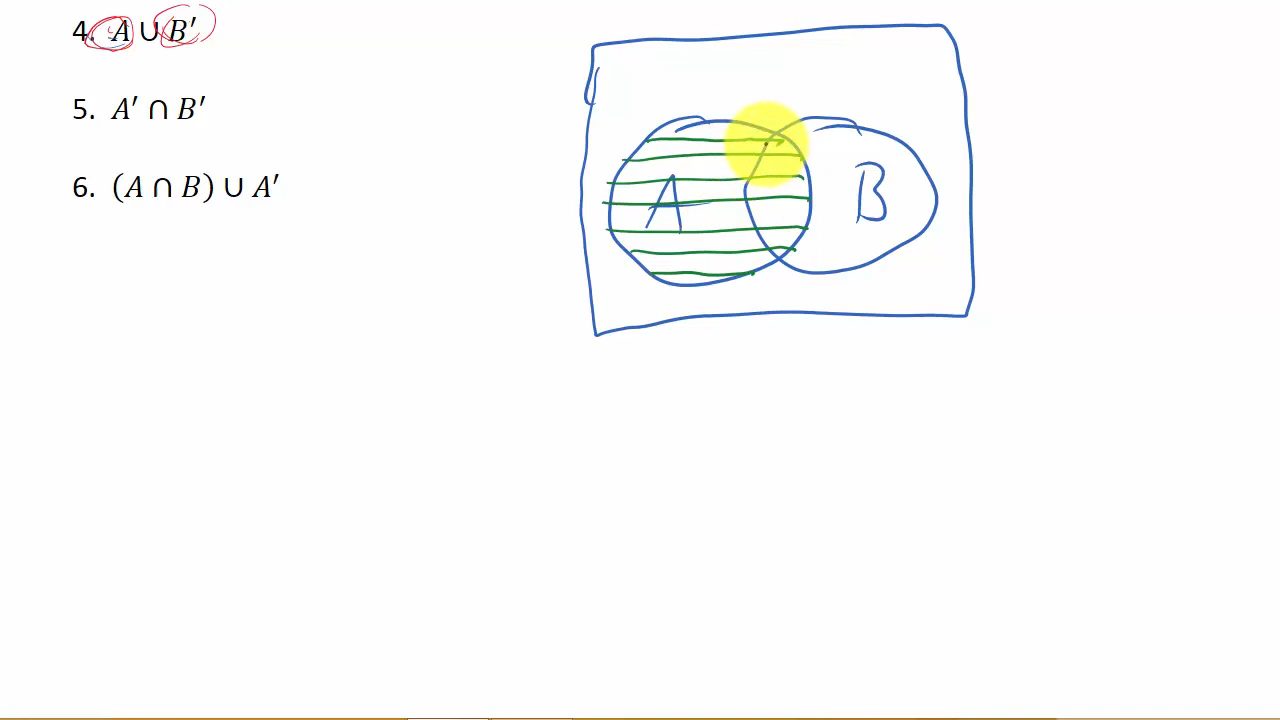 4. A ∪ B′
5. A′ ∩ B′
6. (A ∩ B) ∪ A′
A B